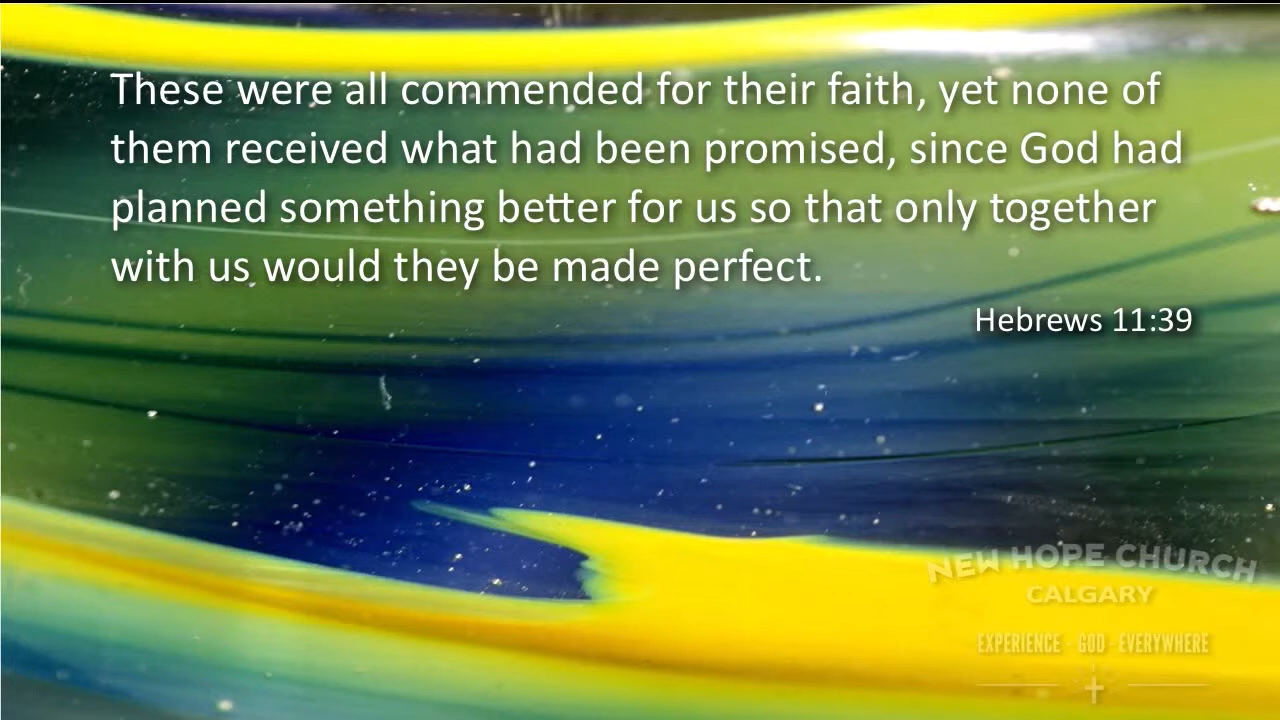 These were all commended for their faith, yet none of
them received what had been promised, since God had
planned something better for us so that only together
with us would they be made perfect.
Hebrews 11:39
NEW HOPE CHURCH
CALGARY
EXPERIENCE · GOD · EVERYWHERE